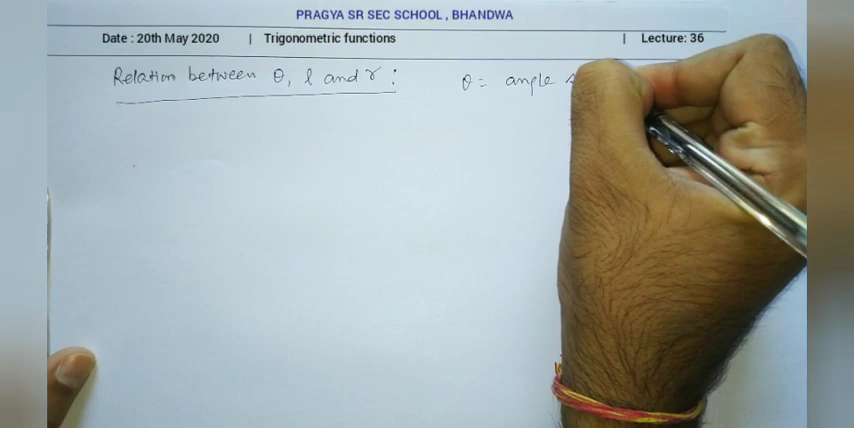 PRAGYA SR SEC SCHOOL , BHANDWA
Date : 20th May 2020 | Trigonometric functions | Lecture: 36
Relation between θ, l and r : θ = angle